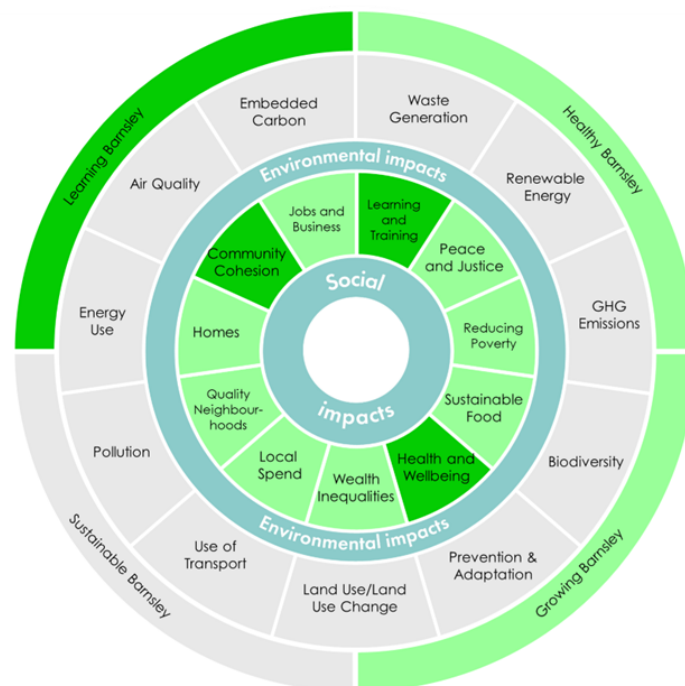 Learning Barnsley
Healthy Barnsley
Growing Barnsley
Sustainable Barnsley
Embedded
Carbon
Waste
Generation
Renewable
Energy
GHG
Emissions
Biodiversity
Prevention &
Adaptation
Land Use/Land
Use Change
Use of
Transport
Pollution
Energy
Use
Air Quality
Environmental impacts
Environmental impacts
Jobs and
Business
Learning
and
Training
Peace
and Justice
Reducing
Poverty
Sustainable
Food
Health and
Wellbeing
Wealth
Inequalities
Local
Spend
Quality
Neighbour-
hoods
Homes
Community
Cohesion
Social
impacts